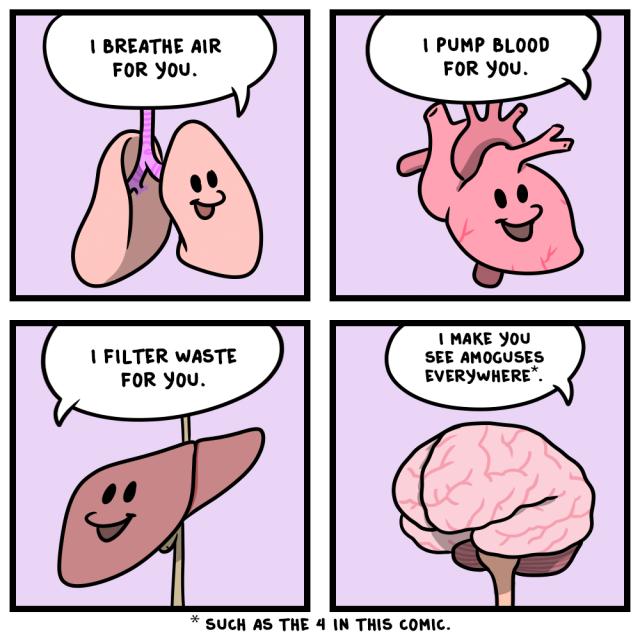 I BREATHE AIR
FOR YOU.
I PUMP BLOOD
FOR YOU.
I FILTER WASTE
FOR YOU.
I MAKE YOU
SEE AMOGUSES
EVERYWHERE*.
* SUCH AS THE 4 IN THIS COMIC.